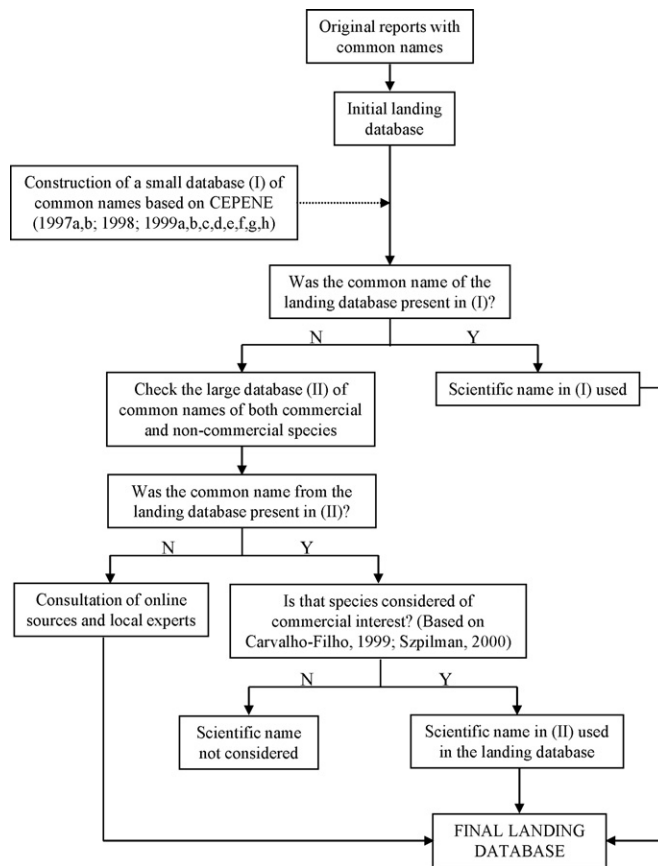 Original reports with
common names
Initial landing
database
Construction of a small database (I) of
common names based on CEPENE
(1997a,b; 1998; 1999a,b,c,d,e,f,g,h)
Was the common name of the
landing database present in (I)?
N
Y
Check the large database (II) of
common names of both commercial
and non-commercial species
Scientific name in (I) used
Was the common name from the
landing database present in (II)?
N
Y
Consultation of online
sources and local experts
Is that species considered of
commercial interest? (Based on
Carvalho-Filho, 1999; Szpilman, 2000)
N
Y
Scientific name
not considered
Scientific name in (II) used
in the landing database
FINAL LANDING
DATABASE